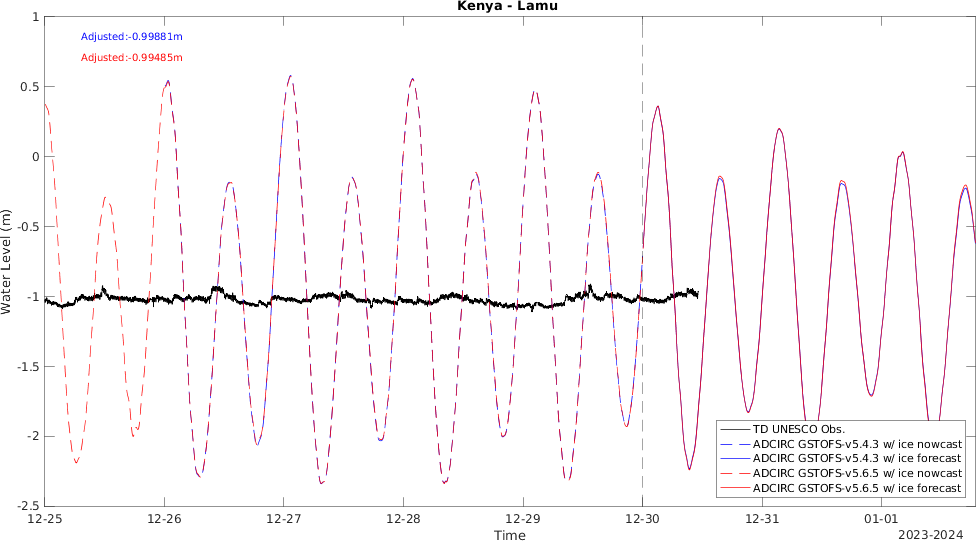 Kenya - Lamu
Adjusted:-0.99881m
Adjusted:-0.99485m
Water Level (m)
1
0.5
0
-0.5
-1
-1.5
-2
-2.5
TD UNESCO Obs.
ADCIRC GSTOFS-v5.4.3 w/ ice nowcast
ADCIRC GSTOFS-v5.4.3 w/ ice forecast
ADCIRC GSTOFS-v5.6.5 w/ ice nowcast
ADCIRC GSTOFS-v5.6.5 w/ ice forecast
12-25 12-26 12-27 12-28 12-29 12-30 12-31 01-01
2023-2024
Time